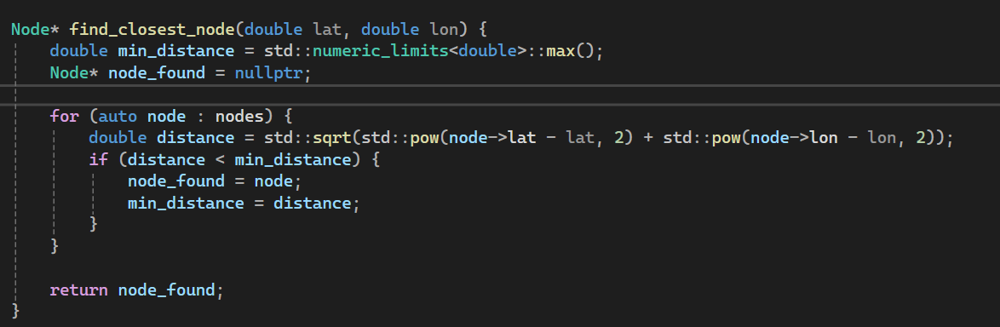 Node* find_closest_node(double lat, double lon) {
    double min_distance = std::numeric_limits<double>::max();
    Node* node_found = nullptr;

    for (auto node : nodes) {
        double distance = std::sqrt(std::pow(node->lat - lat, 2) + std::pow(node->lon - lon, 2));
        if (distance < min_distance) {
            node_found = node;
            min_distance = distance;
        }
    }

    return node_found;
}